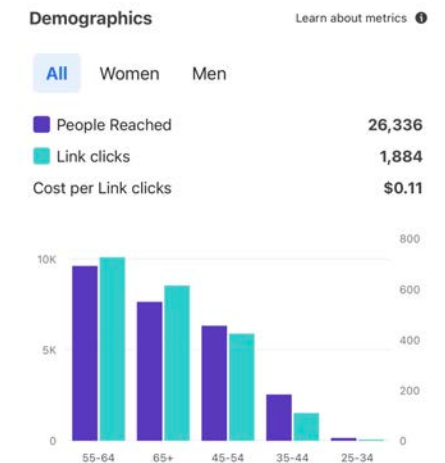 Demographics Learn about metrics
All Women Men
People Reached 26,336
Link clicks 1,884
Cost per Link clicks $0.11
800
10K
600
5K
400
200
0 0
55-64 65+ 45-54 35-44 25-34